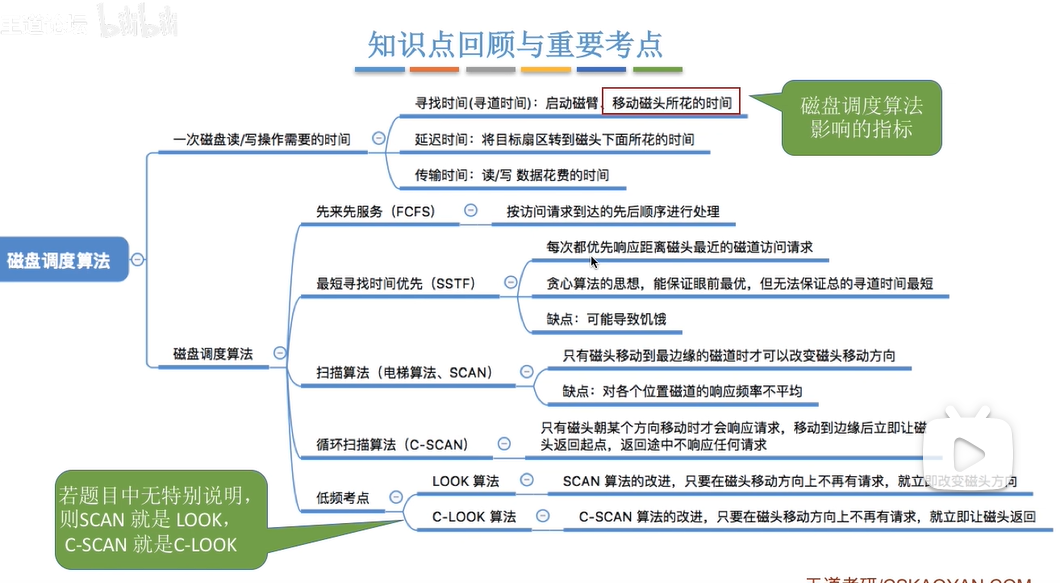 王道论坛 bilibili
知识点回顾与重要考点
寻找时间(寻道时间)：启动磁臂、移动磁头所花的时间
磁盘调度算法
影响的指标
一次磁盘读/写操作需要的时间
延迟时间：将目标扇区转到磁头下面所花的时间
传输时间：读/写 数据花费的时间
先来先服务（FCFS）
按访问请求到达的先后顺序进行处理
每次都优先响应距离磁头最近的磁道访问请求
磁盘调度算法
最短寻找时间优先（SSTF）
贪心算法的思想，能保证眼前最优，但无法保证总的寻道时间最短
缺点：可能导致饥饿
磁盘调度算法
只有磁头移动到最边缘的磁道时才可以改变磁头移动方向
扫描算法（电梯算法、SCAN）
缺点：对各个位置磁道的响应频率不平均
只有磁头朝某个方向移动时才会响应请求，移动到边缘后立即让磁
头返回起点，返回途中不响应任何请求
循环扫描算法（C-SCAN）
LOOK 算法
SCAN 算法的改进，只要在磁头移动方向上不再有请求，就立即改变磁头方向
低频考点
C-LOOK 算法
C-SCAN 算法的改进，只要在磁头移动方向上不再有请求，就立即让磁头返回
若题目中无特别说明，
则SCAN 就是 LOOK，
C-SCAN 就是C-LOOK
王道考研/CSKAOYAN.COM